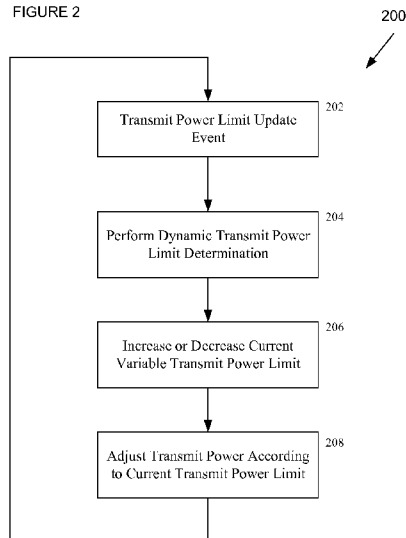 FIGURE 2
200
202
Transmit Power Limit Update
Event
204
Perform Dynamic Transmit Power
Limit Determination
206
Increase or Decrease Current
Variable Transmit Power Limit
208
Adjust Transmit Power According
to Current Transmit Power Limit